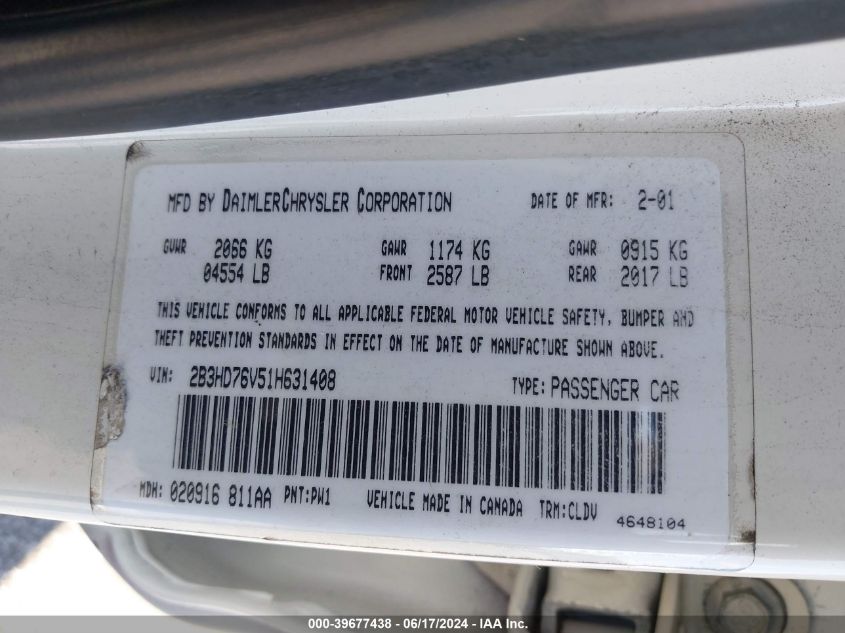 MFD BY DAIMLERCHRYSLER CORPORATION DATE OF MFR: 2-01
GVWR 2066 KG GAWR 1174 KG GAWR 0915 KG
04554 LB FRONT 2587 LB REAR 2017 LB
THIS VEHICLE CONFORMS TO ALL APPLICABLE FEDERAL MOTOR VEHICLE SAFETY, BUMPER AND
THEFT PREVENTION STANDARDS IN EFFECT ON THE DATE OF MANUFACTURE SHOWN ABOVE.
VIN: 2B3HD76V51H631408 TYPE: PASSENGER CAR
MDH: 020916 811AA PNT:PW1 VEHICLE MADE IN CANADA TRM:CLDV 4648104
000-39677438 - 06/17/2024 - IAA Inc.